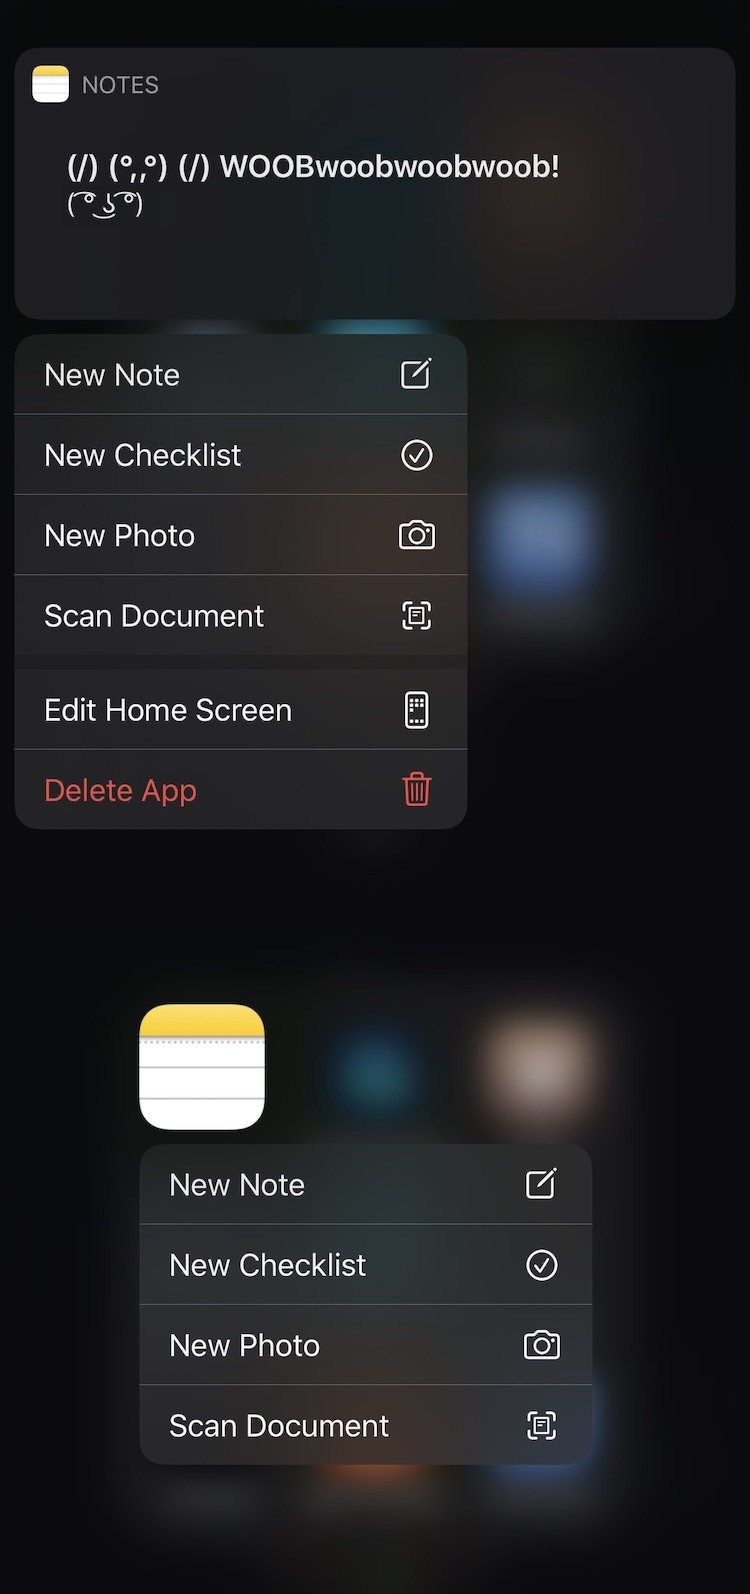 NOTES
(/) (°,,°) (/) WOOBwoobwoobwoob!
( ͡° ͜ʖ ͡°)
New Note
New Checklist
New Photo
Scan Document
Edit Home Screen
Delete App
New Note
New Checklist
New Photo
Scan Document